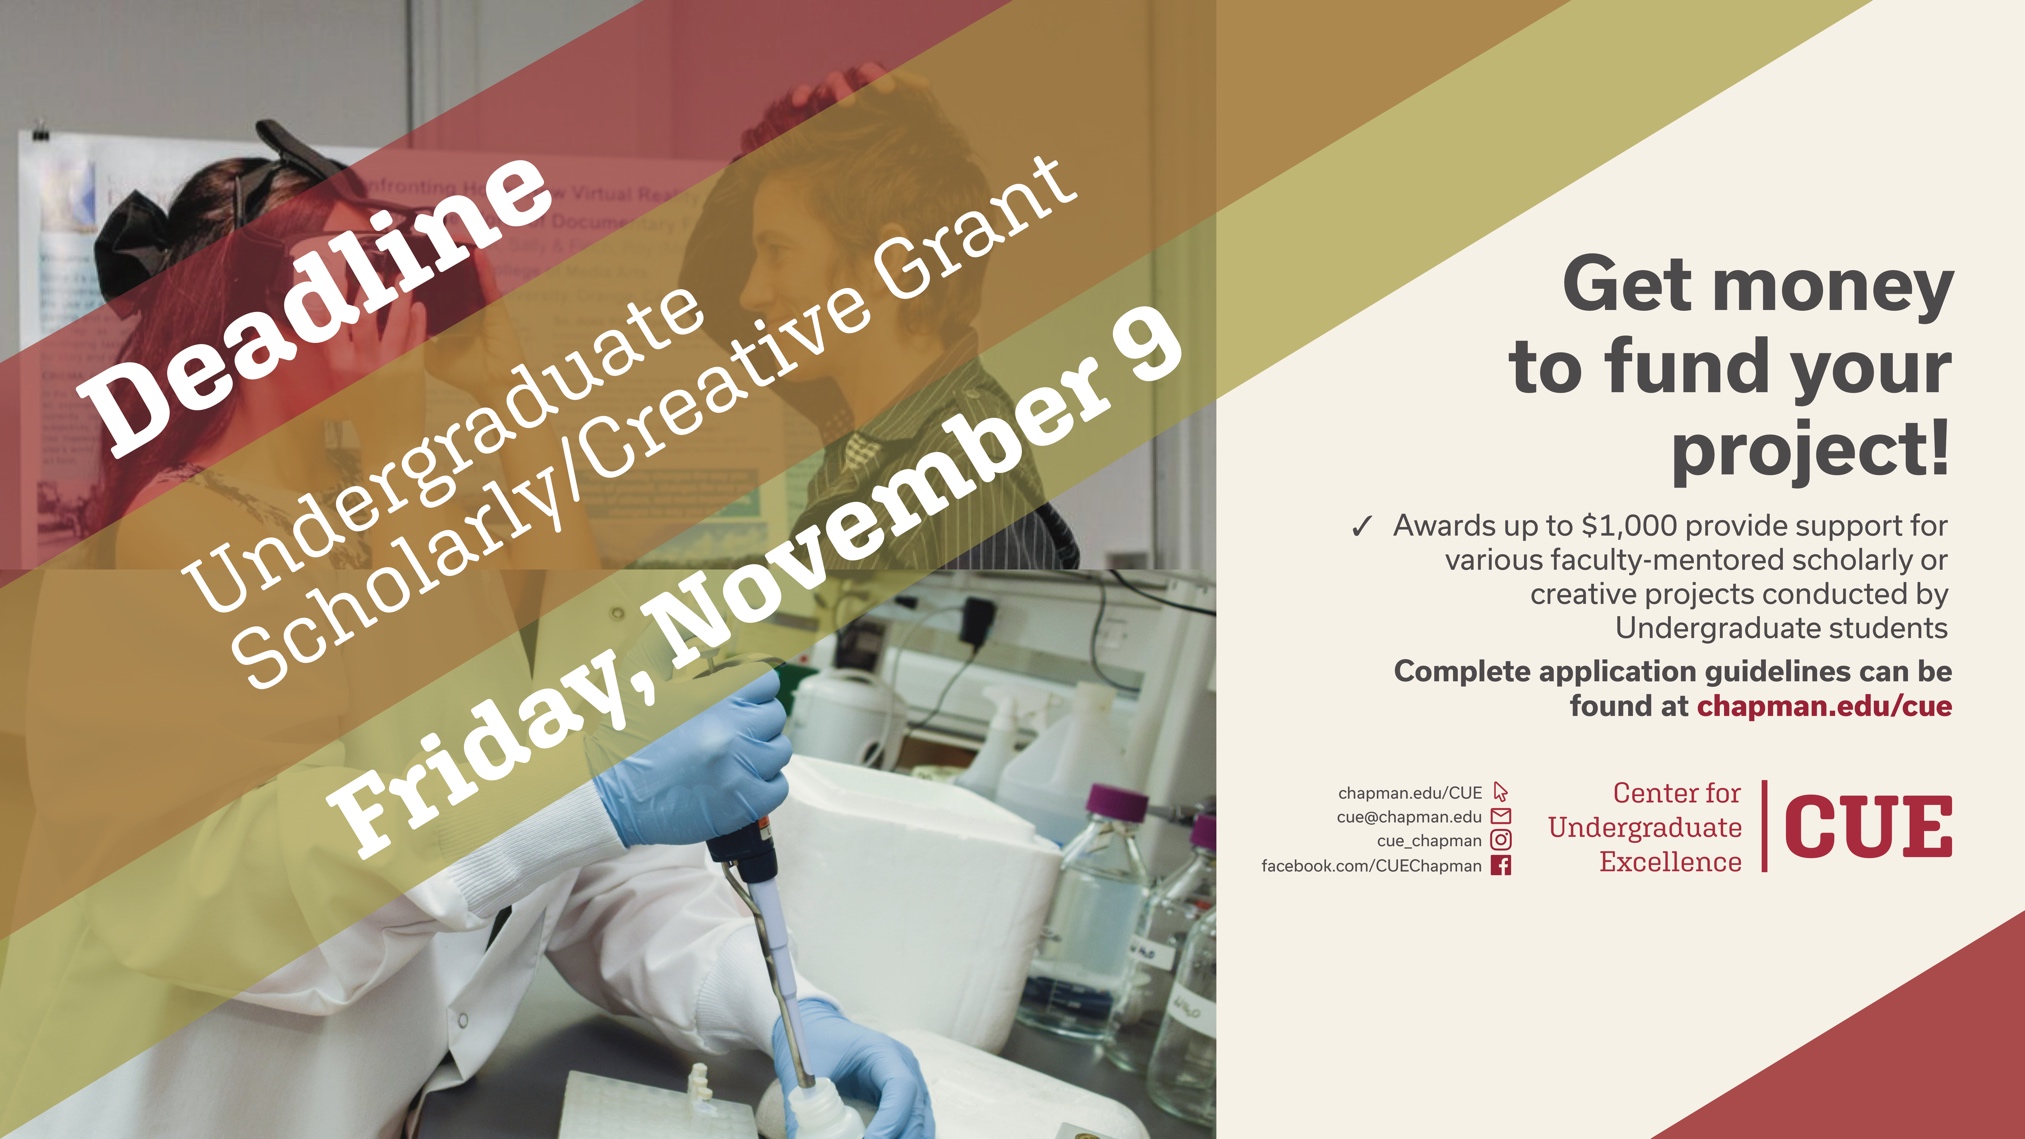 Deadline
Undergraduate
Scholarly/Creative Grant
Friday, November 9
Get money
to fund your
project!
✓ Awards up to $1,000 provide support for
various faculty-mentored scholarly or
creative projects conducted by
Undergraduate students
Complete application guidelines can be
found at chapman.edu/cue
chapman.edu/CUE
cue@chapman.edu
cue_chapman
facebook.com/CUEChapman
Center for
Undergraduate
Excellence
CUE